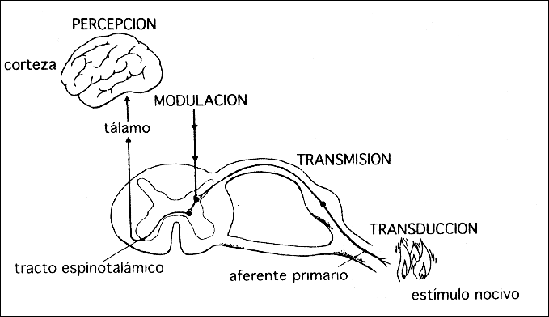 PERCEPCION
corteza
MODULACION
tálamo
TRANSMISION
TRANSDUCCION
tracto espinotalámico
aferente primario
estímulo nocivo